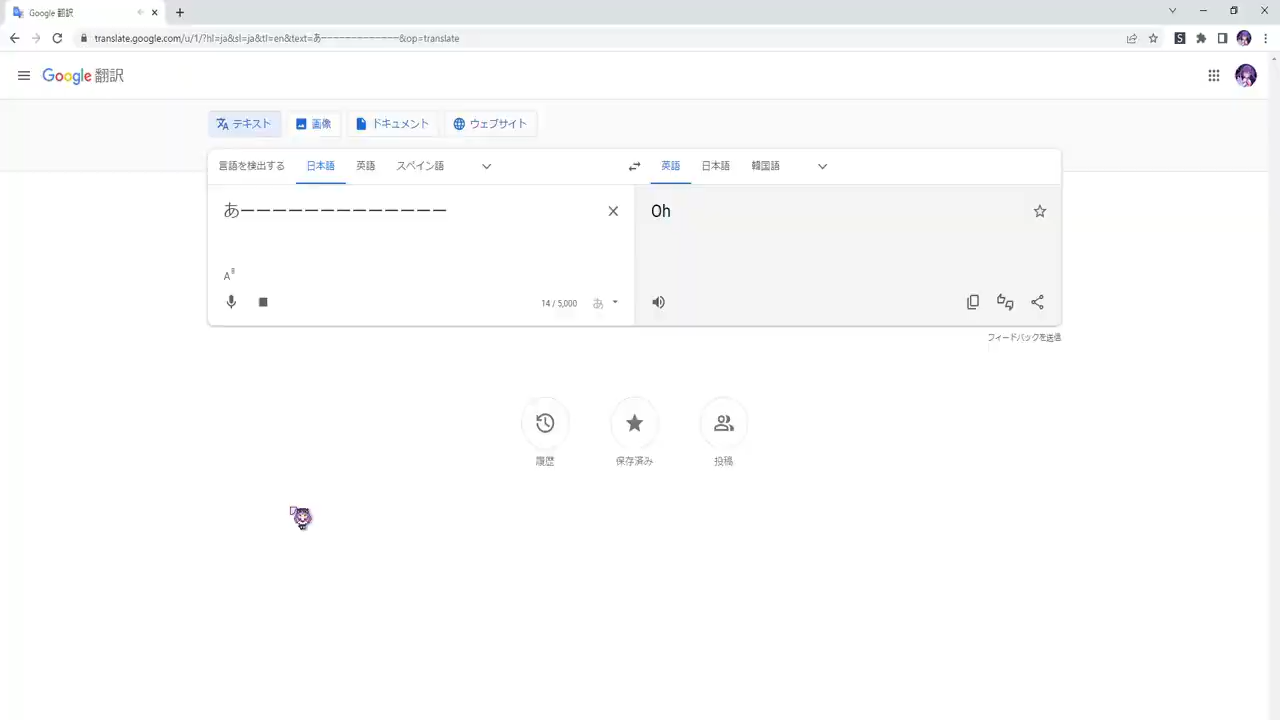 Google 翻訳
translate.google.com/u/1/?hl=ja&sl=ja&tl=en&text=あーーーーーーーーーーーーー&op=translate
Google 翻訳
テキスト 画像 ドキュメント ウェブサイト
言語を検出する 日本語 英語 スペイン語 英語 日本語 韓国語
あーーーーーーーーーーーーー
Oh
14 / 5,000 あ
フィードバックを送信
履歴 保存済み 投稿